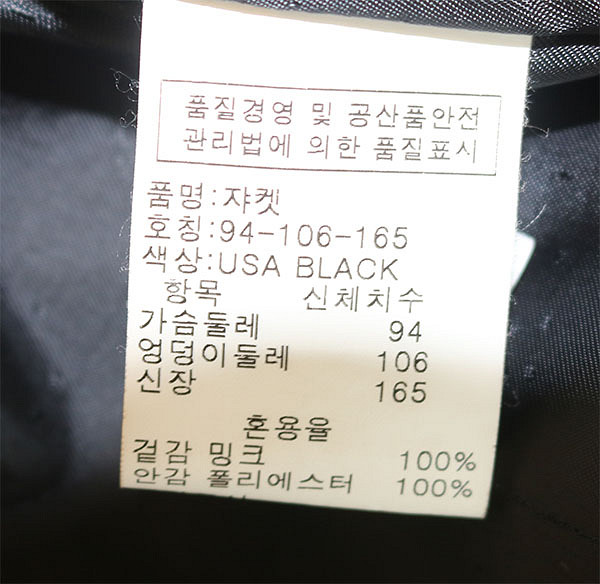 품질경영 및 공산품안전
관리법에 의한 품질표시
품명:쟈켓
호칭:94-106-165
색상:USA BLACK
항목 신체치수
가슴둘레 94
엉덩이둘레 106
신장 165
혼용율
겉감 밍크 100%
안감 폴리에스터 100%